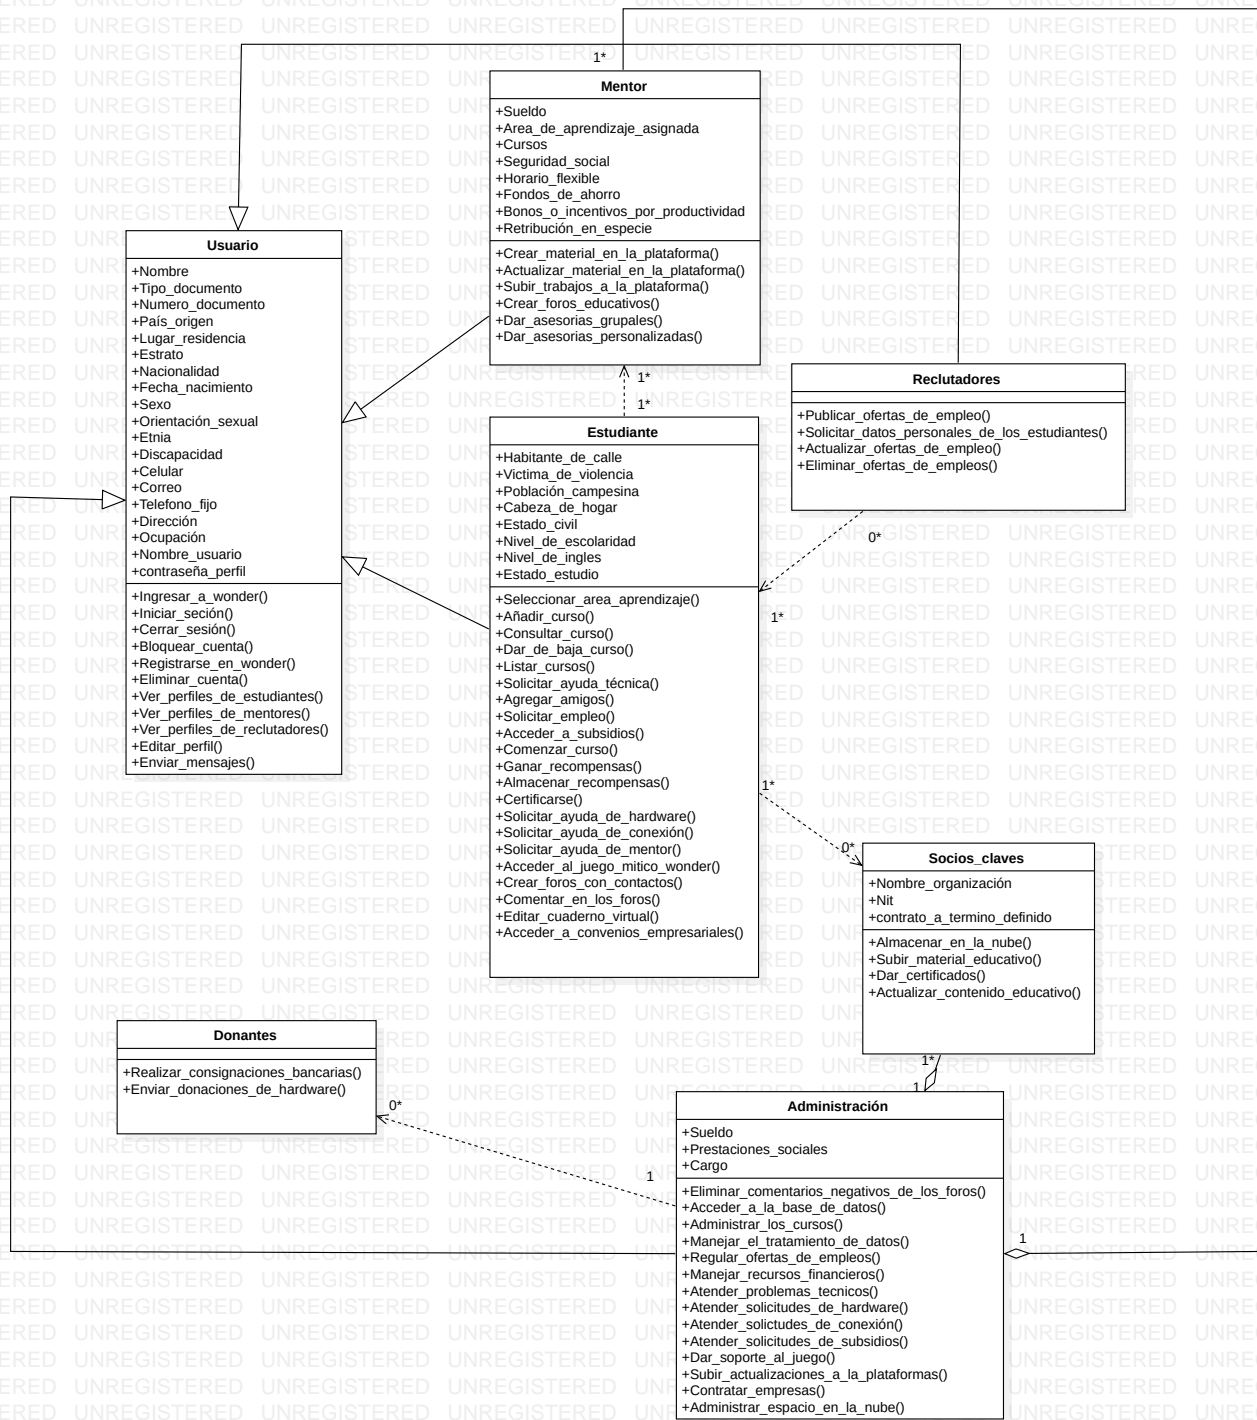 1*
Mentor
+Sueldo
+Area_de_aprendizaje_asignada
+Cursos
+Seguridad_social
+Horario_flexible
+Fondos_de_ahorro
+Bonos_o_incentivos_por_productividad
+Retribución_en_especie
+Crear_material_en_la_plataforma()
+Actualizar_material_en_la_plataforma()
+Subir_trabajos_a_la_plataforma()
+Crear_foros_educativos()
+Dar_asesorias_grupales()
+Dar_asesorias_personalizadas()
Usuario
+Nombre
+Tipo_documento
+Numero_documento
+País_origen
+Lugar_residencia
+Estrato
+Nacionalidad
+Fecha_nacimiento
+Sexo
+Orientación_sexual
+Etnia
+Discapacidad
+Celular
+Correo
+Telefono_fijo
+Dirección
+Ocupación
+Nombre_usuario
+contraseña_perfil
+Ingresar_a_wonder()
+Iniciar_seción()
+Cerrar_sesión()
+Bloquear_cuenta()
+Registrarse_en_wonder()
+Eliminar_cuenta()
+Ver_perfiles_de_estudiantes()
+Ver_perfiles_de_mentores()
+Ver_perfiles_de_reclutadores()
+Editar_perfil()
+Enviar_mensajes()
1*
1*
Reclutadores
+Publicar_ofertas_de_empleo()
+Solicitar_datos_personales_de_los_estudiantes()
+Actualizar_ofertas_de_empleo()
+Eliminar_ofertas_de_empleos()
0*
1*
Estudiante
+Habitante_de_calle
+Victima_de_violencia
+Población_campesina
+Cabeza_de_hogar
+Estado_civil
+Nivel_de_escolaridad
+Nivel_de_ingles
+Estado_estudio
+Seleccionar_area_aprendizaje()
+Añadir_curso()
+Consultar_curso()
+Dar_de_baja_curso()
+Listar_cursos()
+Solicitar_ayuda_técnica()
+Agregar_amigos()
+Solicitar_empleo()
+Acceder_a_subsidios()
+Comenzar_curso()
+Ganar_recompensas()
+Almacenar_recompensas()
+Certificarse()
+Solicitar_ayuda_de_hardware()
+Solicitar_ayuda_de_conexión()
+Solicitar_ayuda_de_mentor()
+Acceder_al_juego_mitico_wonder()
+Crear_foros_con_contactos()
+Comentar_en_los_foros()
+Editar_cuaderno_virtual()
+Acceder_a_convenios_empresariales()
1*
0*
Socios_claves
+Nombre_organización
+Nit
+contrato_a_termino_definido
+Almacenar_en_la_nube()
+Subir_material_educativo()
+Dar_certificados()
+Actualizar_contenido_educativo()
1*
1
Donantes
+Realizar_consignaciones_bancarias()
+Enviar_donaciones_de_hardware()
0*
1
Administración
+Sueldo
+Prestaciones_sociales
+Cargo
+Eliminar_comentarios_negativos_de_los_foros()
+Acceder_a_la_base_de_datos()
+Administrar_los_cursos()
+Manejar_el_tratamiento_de_datos()
+Regular_ofertas_de_empleos()
+Manejar_recursos_financieros()
+Atender_problemas_tecnicos()
+Atender_solicitudes_de_hardware()
+Atender_solictudes_de_conexión()
+Atender_solicitudes_de_subsidios()
+Dar_soporte_al_juego()
+Subir_actualizaciones_a_la_plataformas()
+Contratar_empresas()
+Administrar_espacio_en_la_nube()
1
UNREGISTERED